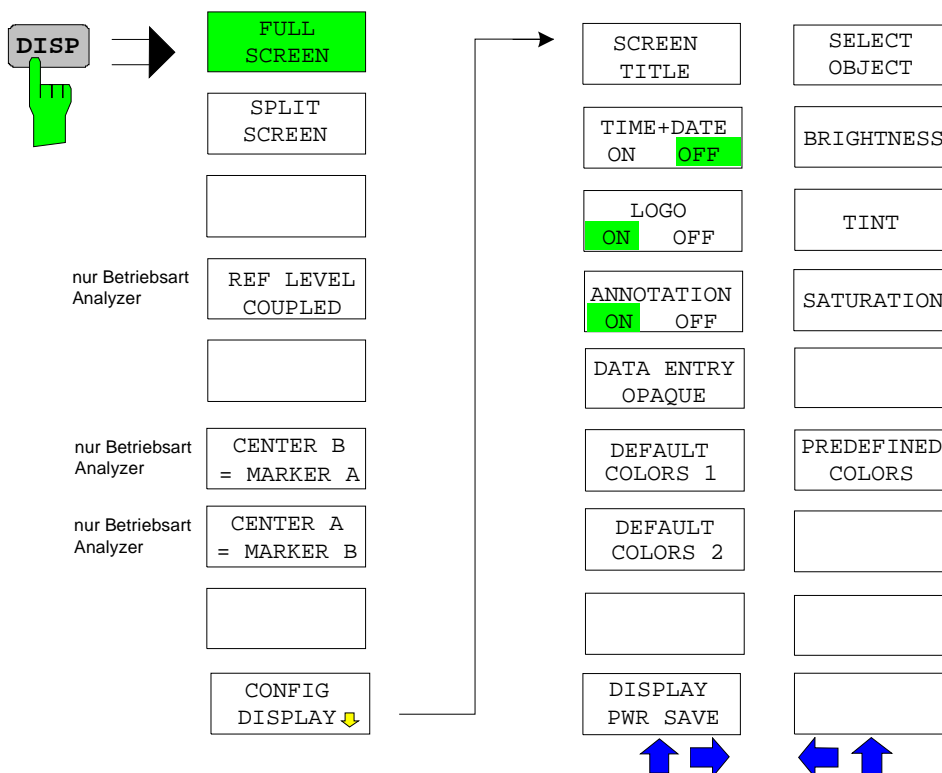 DISP
FULL
SCREEN
SPLIT
SCREEN
nur Betriebsart
Analyzer
REF LEVEL
COUPLED
nur Betriebsart
Analyzer
CENTER B
= MARKER A
nur Betriebsart
Analyzer
CENTER A
= MARKER B
CONFIG
DISPLAY
SCREEN
TITLE
TIME+DATE
ON OFF
LOGO
ON OFF
ANNOTATION
ON OFF
DATA ENTRY
OPAQUE
DEFAULT
COLORS 1
DEFAULT
COLORS 2
DISPLAY
PWR SAVE
SELECT
OBJECT
BRIGHTNESS
TINT
SATURATION
PREDEFINED
COLORS